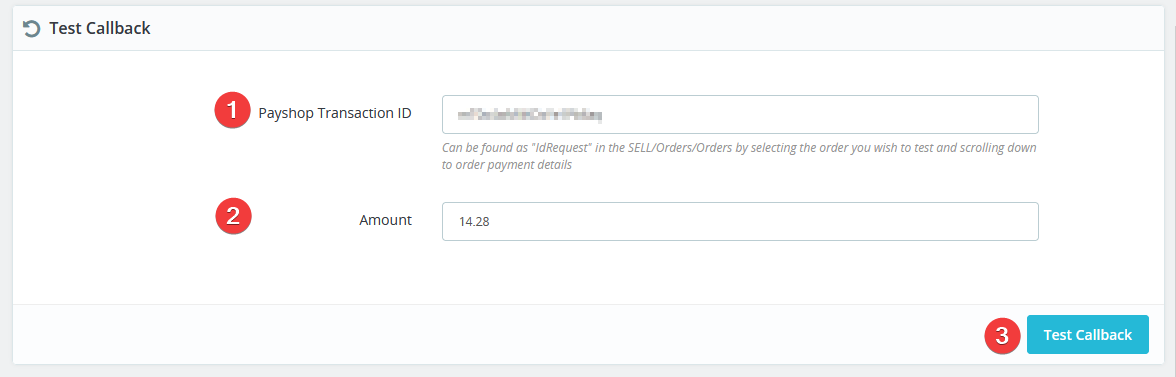 Test Callback
1 Payshop Transaction ID
Can be found as "IdRequest" in the SELL/Orders/Orders by selecting the order you wish to test and scrolling down
to order payment details
2 Amount 14.28
3 Test Callback